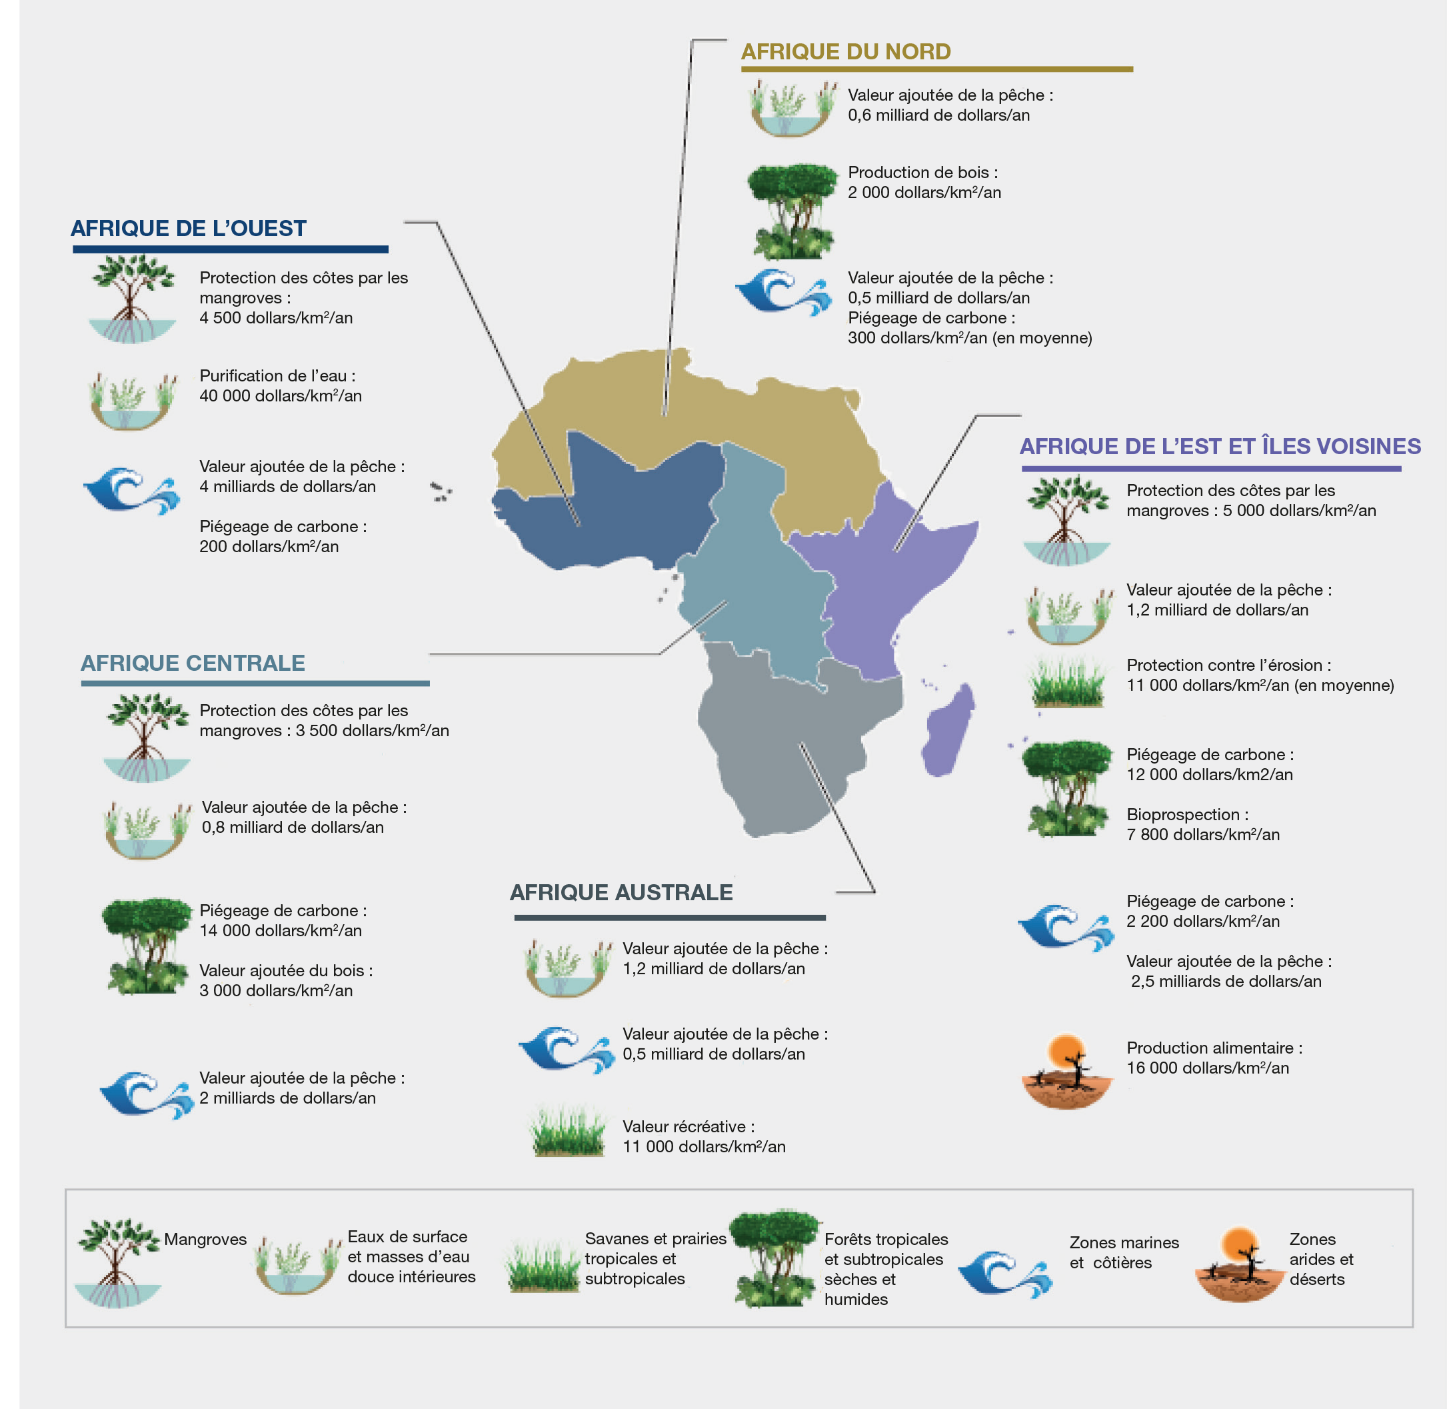 AFRIQUE DU NORD
Valeur ajoutée de la pêche :
0,6 milliard de dollars/an
Production de bois :
2 000 dollars/km²/an
Valeur ajoutée de la pêche :
0,5 milliard de dollars/an
Piégeage de carbone :
300 dollars/km²/an (en moyenne)
AFRIQUE DE L’OUEST
Protection des côtes par les
mangroves :
4 500 dollars/km²/an
Purification de l’eau :
40 000 dollars/km²/an
Valeur ajoutée de la pêche :
4 milliards de dollars/an
Piégeage de carbone :
200 dollars/km²/an
AFRIQUE DE L’EST ET ÎLES VOISINES
Protection des côtes par les
mangroves : 5 000 dollars/km²/an
Valeur ajoutée de la pêche :
1,2 milliard de dollars/an
Protection contre l’érosion :
11 000 dollars/km²/an (en moyenne)
Piégeage de carbone :
12 000 dollars/km2/an
Bioprospection :
7 800 dollars/km²/an
Piégeage de carbone :
2 200 dollars/km²/an
Valeur ajoutée de la pêche :
2,5 milliards de dollars/an
Production alimentaire :
16 000 dollars/km²/an
AFRIQUE CENTRALE
Protection des côtes par les
mangroves : 3 500 dollars/km²/an
Valeur ajoutée de la pêche :
0,8 milliard de dollars/an
Piégeage de carbone :
14 000 dollars/km²/an
Valeur ajoutée du bois :
3 000 dollars/km²/an
Valeur ajoutée de la pêche :
2 milliards de dollars/an
AFRIQUE AUSTRALE
Valeur ajoutée de la pêche :
1,2 milliard de dollars/an
Valeur ajoutée de la pêche :
0,5 milliard de dollars/an
Valeur récréative :
11 000 dollars/km²/an
Mangroves
Eaux de surface
et masses d’eau
douce intérieures
Savanes et prairies
tropicales et
subtropicales
Forêts tropicales
et subtropicales
sèches et
humides
Zones marines
et côtières
Zones
arides et
déserts